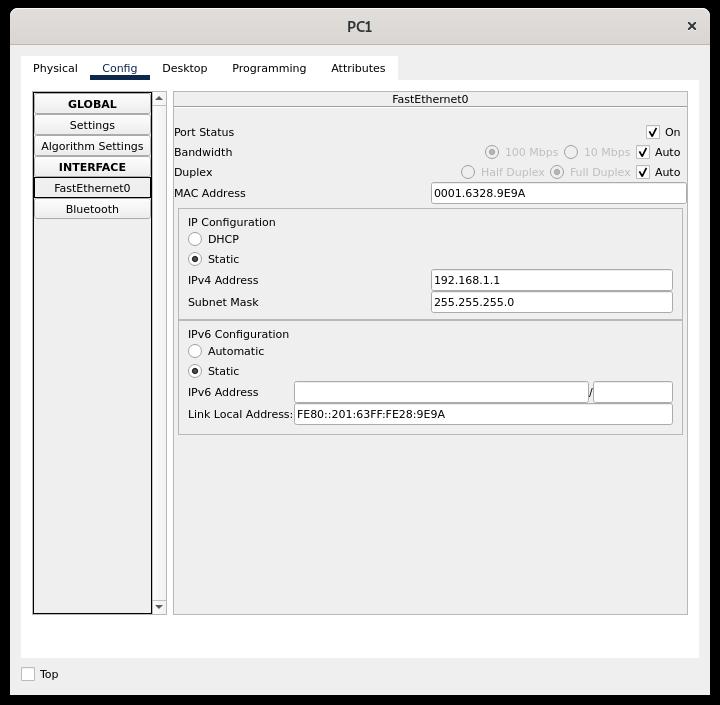 PC1
Physical Config Desktop Programming Attributes
GLOBAL
Settings
Algorithm Settings
INTERFACE
FastEthernet0
Bluetooth
FastEthernet0
Port Status On
Bandwidth 100 Mbps 10 Mbps Auto
Duplex Half Duplex Full Duplex Auto
MAC Address 0001.6328.9E9A
IP Configuration
DHCP
Static
IPv4 Address 192.168.1.1
Subnet Mask 255.255.255.0
IPv6 Configuration
Automatic
Static
IPv6 Address /
Link Local Address: FE80::201:63FF:FE28:9E9A
Top